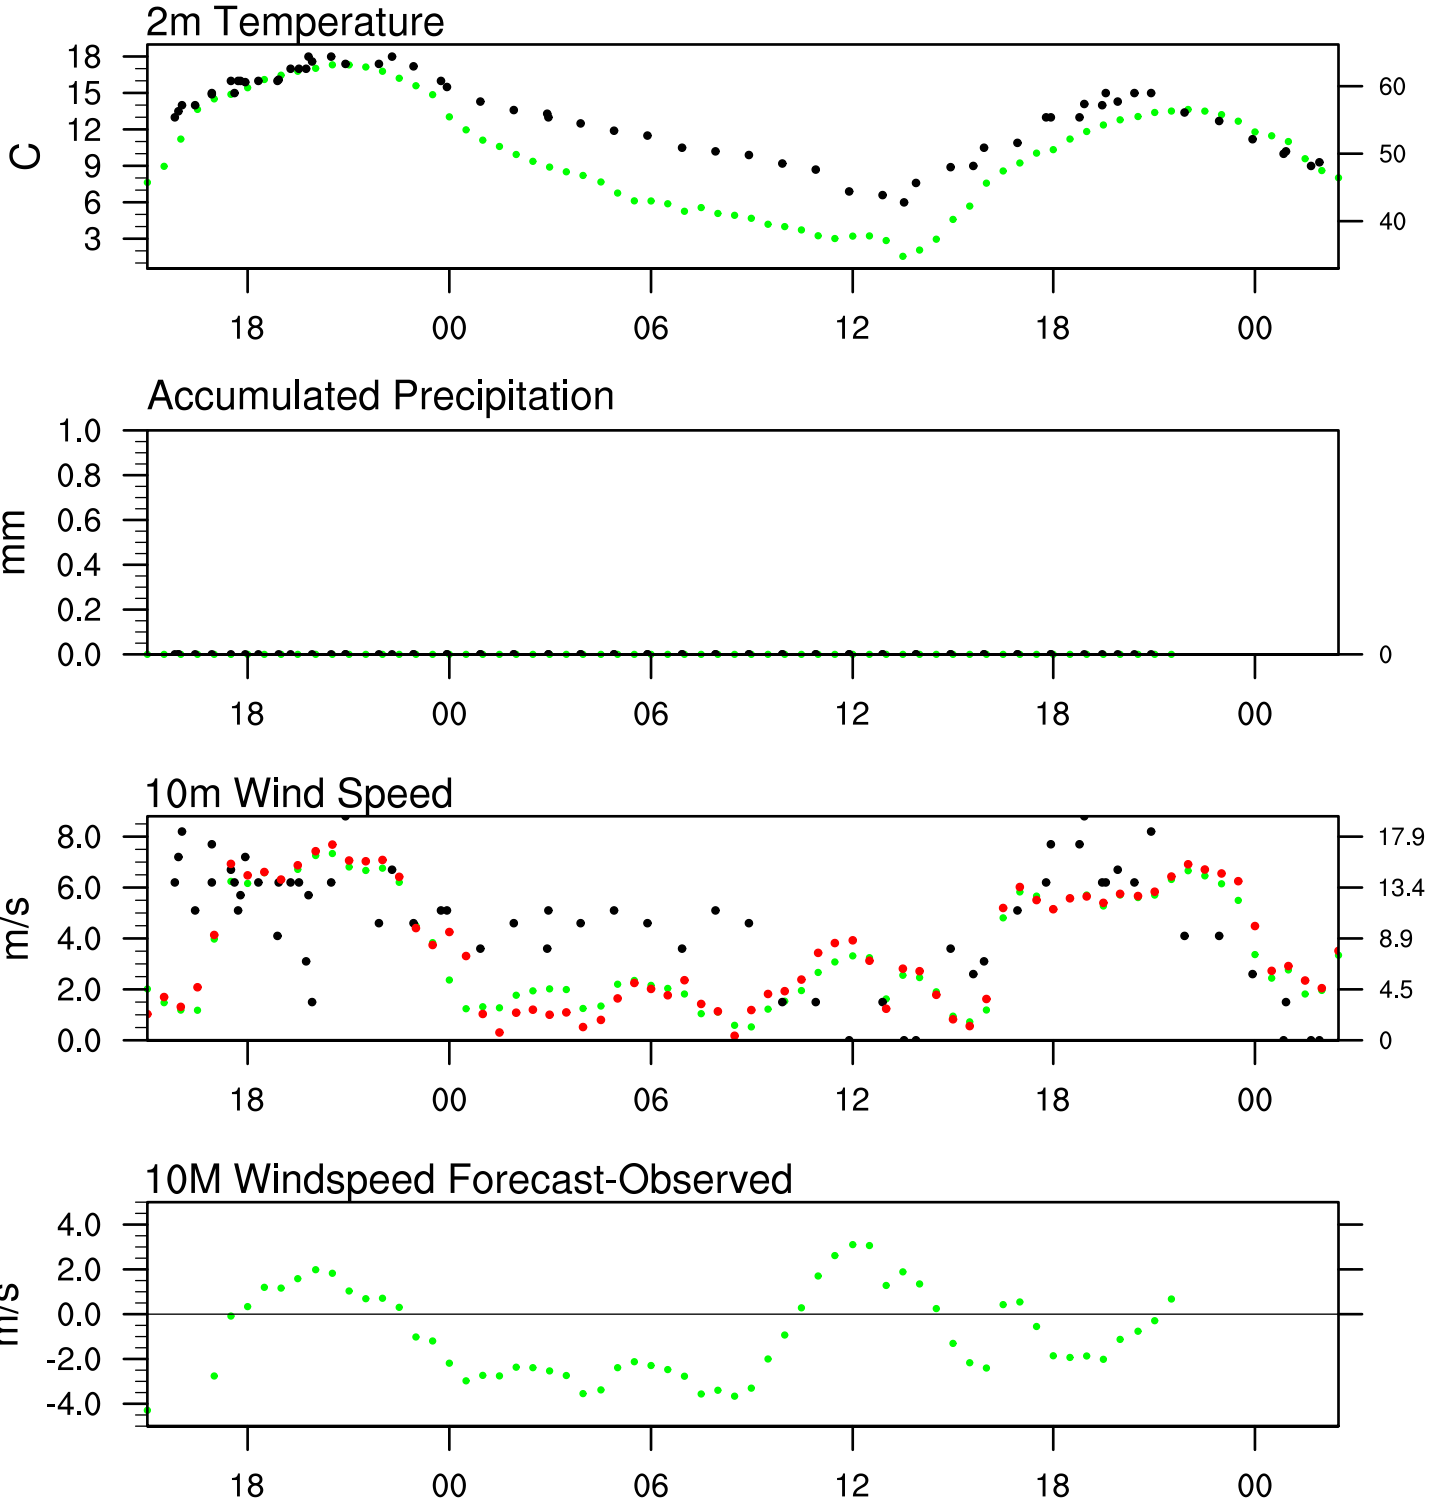 2m Temperature
18
15
12
9
6
3
C
60
50
40
18 00 06 12 18 00
Accumulated Precipitation
1.0
0.8
0.6
0.4
0.2
0.0
mm
0
18 00 06 12 18 00
10m Wind Speed
8.0
6.0
4.0
2.0
0.0
m/s
17.9
13.4
8.9
4.5
0
18 00 06 12 18 00
10M Windspeed Forecast-Observed
4.0
2.0
0.0
-2.0
-4.0
m/s
18 00 06 12 18 00